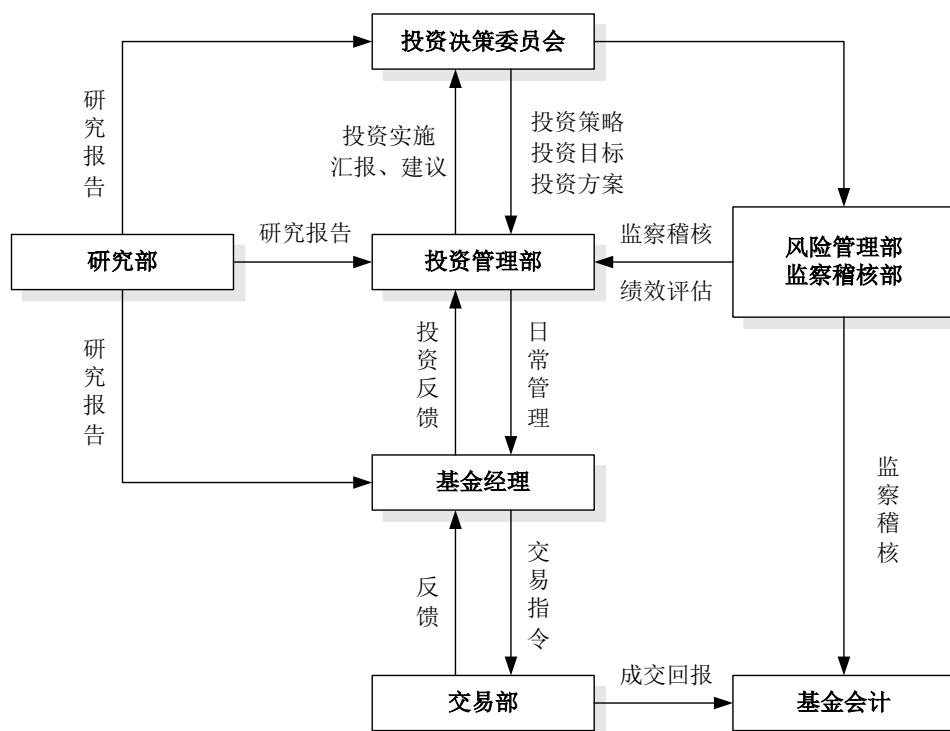 投资决策委员会
研究报告
投资实施
汇报、建议
投资策略
投资目标
投资方案
研究部
研究报告
投资管理部
监察稽核
绩效评估
风险管理部
监察稽核部
研究报告
投资反馈
日常管理
基金经理
监察稽核
反馈
交易指令
交易部
成交回报
基金会计